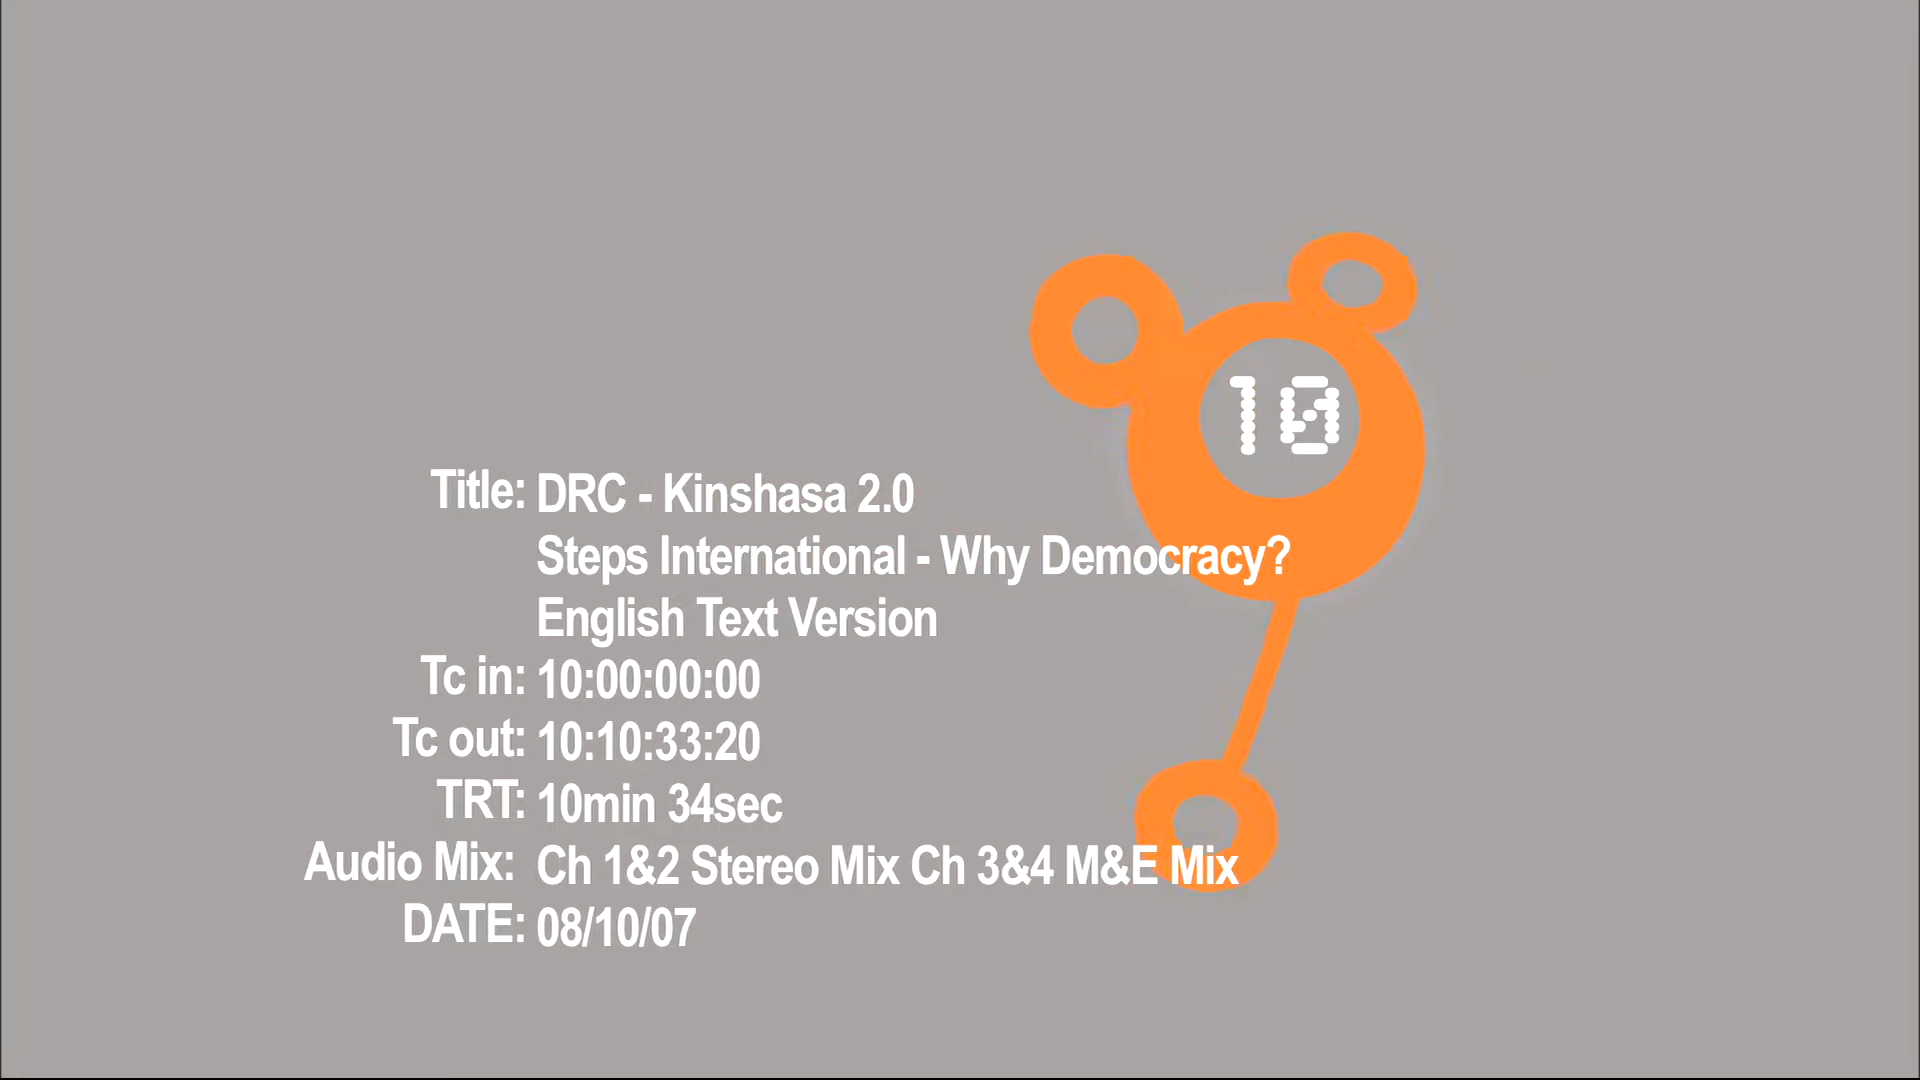 10
Title: DRC - Kinshasa 2.0
Steps International - Why Democracy?
English Text Version
Tc in: 10:00:00:00
Tc out: 10:10:33:20
TRT: 10min 34sec
Audio Mix: Ch 1&2 Stereo Mix Ch 3&4 M&E Mix
DATE: 08/10/07